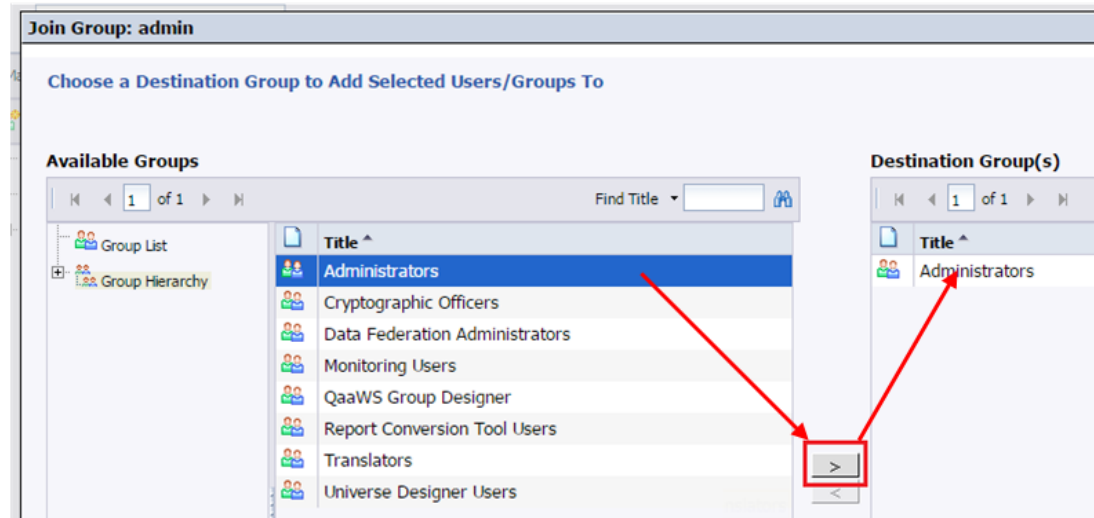 Join Group: admin
Choose a Destination Group to Add Selected Users/Groups To
Available Groups
1 of 1
Find Title
Group List
Group Hierarchy
Title
Administrators
Cryptographic Officers
Data Federation Administrators
Monitoring Users
QaaWS Group Designer
Report Conversion Tool Users
Translators
Universe Designer Users
>
<
Destination Group(s)
1 of 1
Title
Administrators